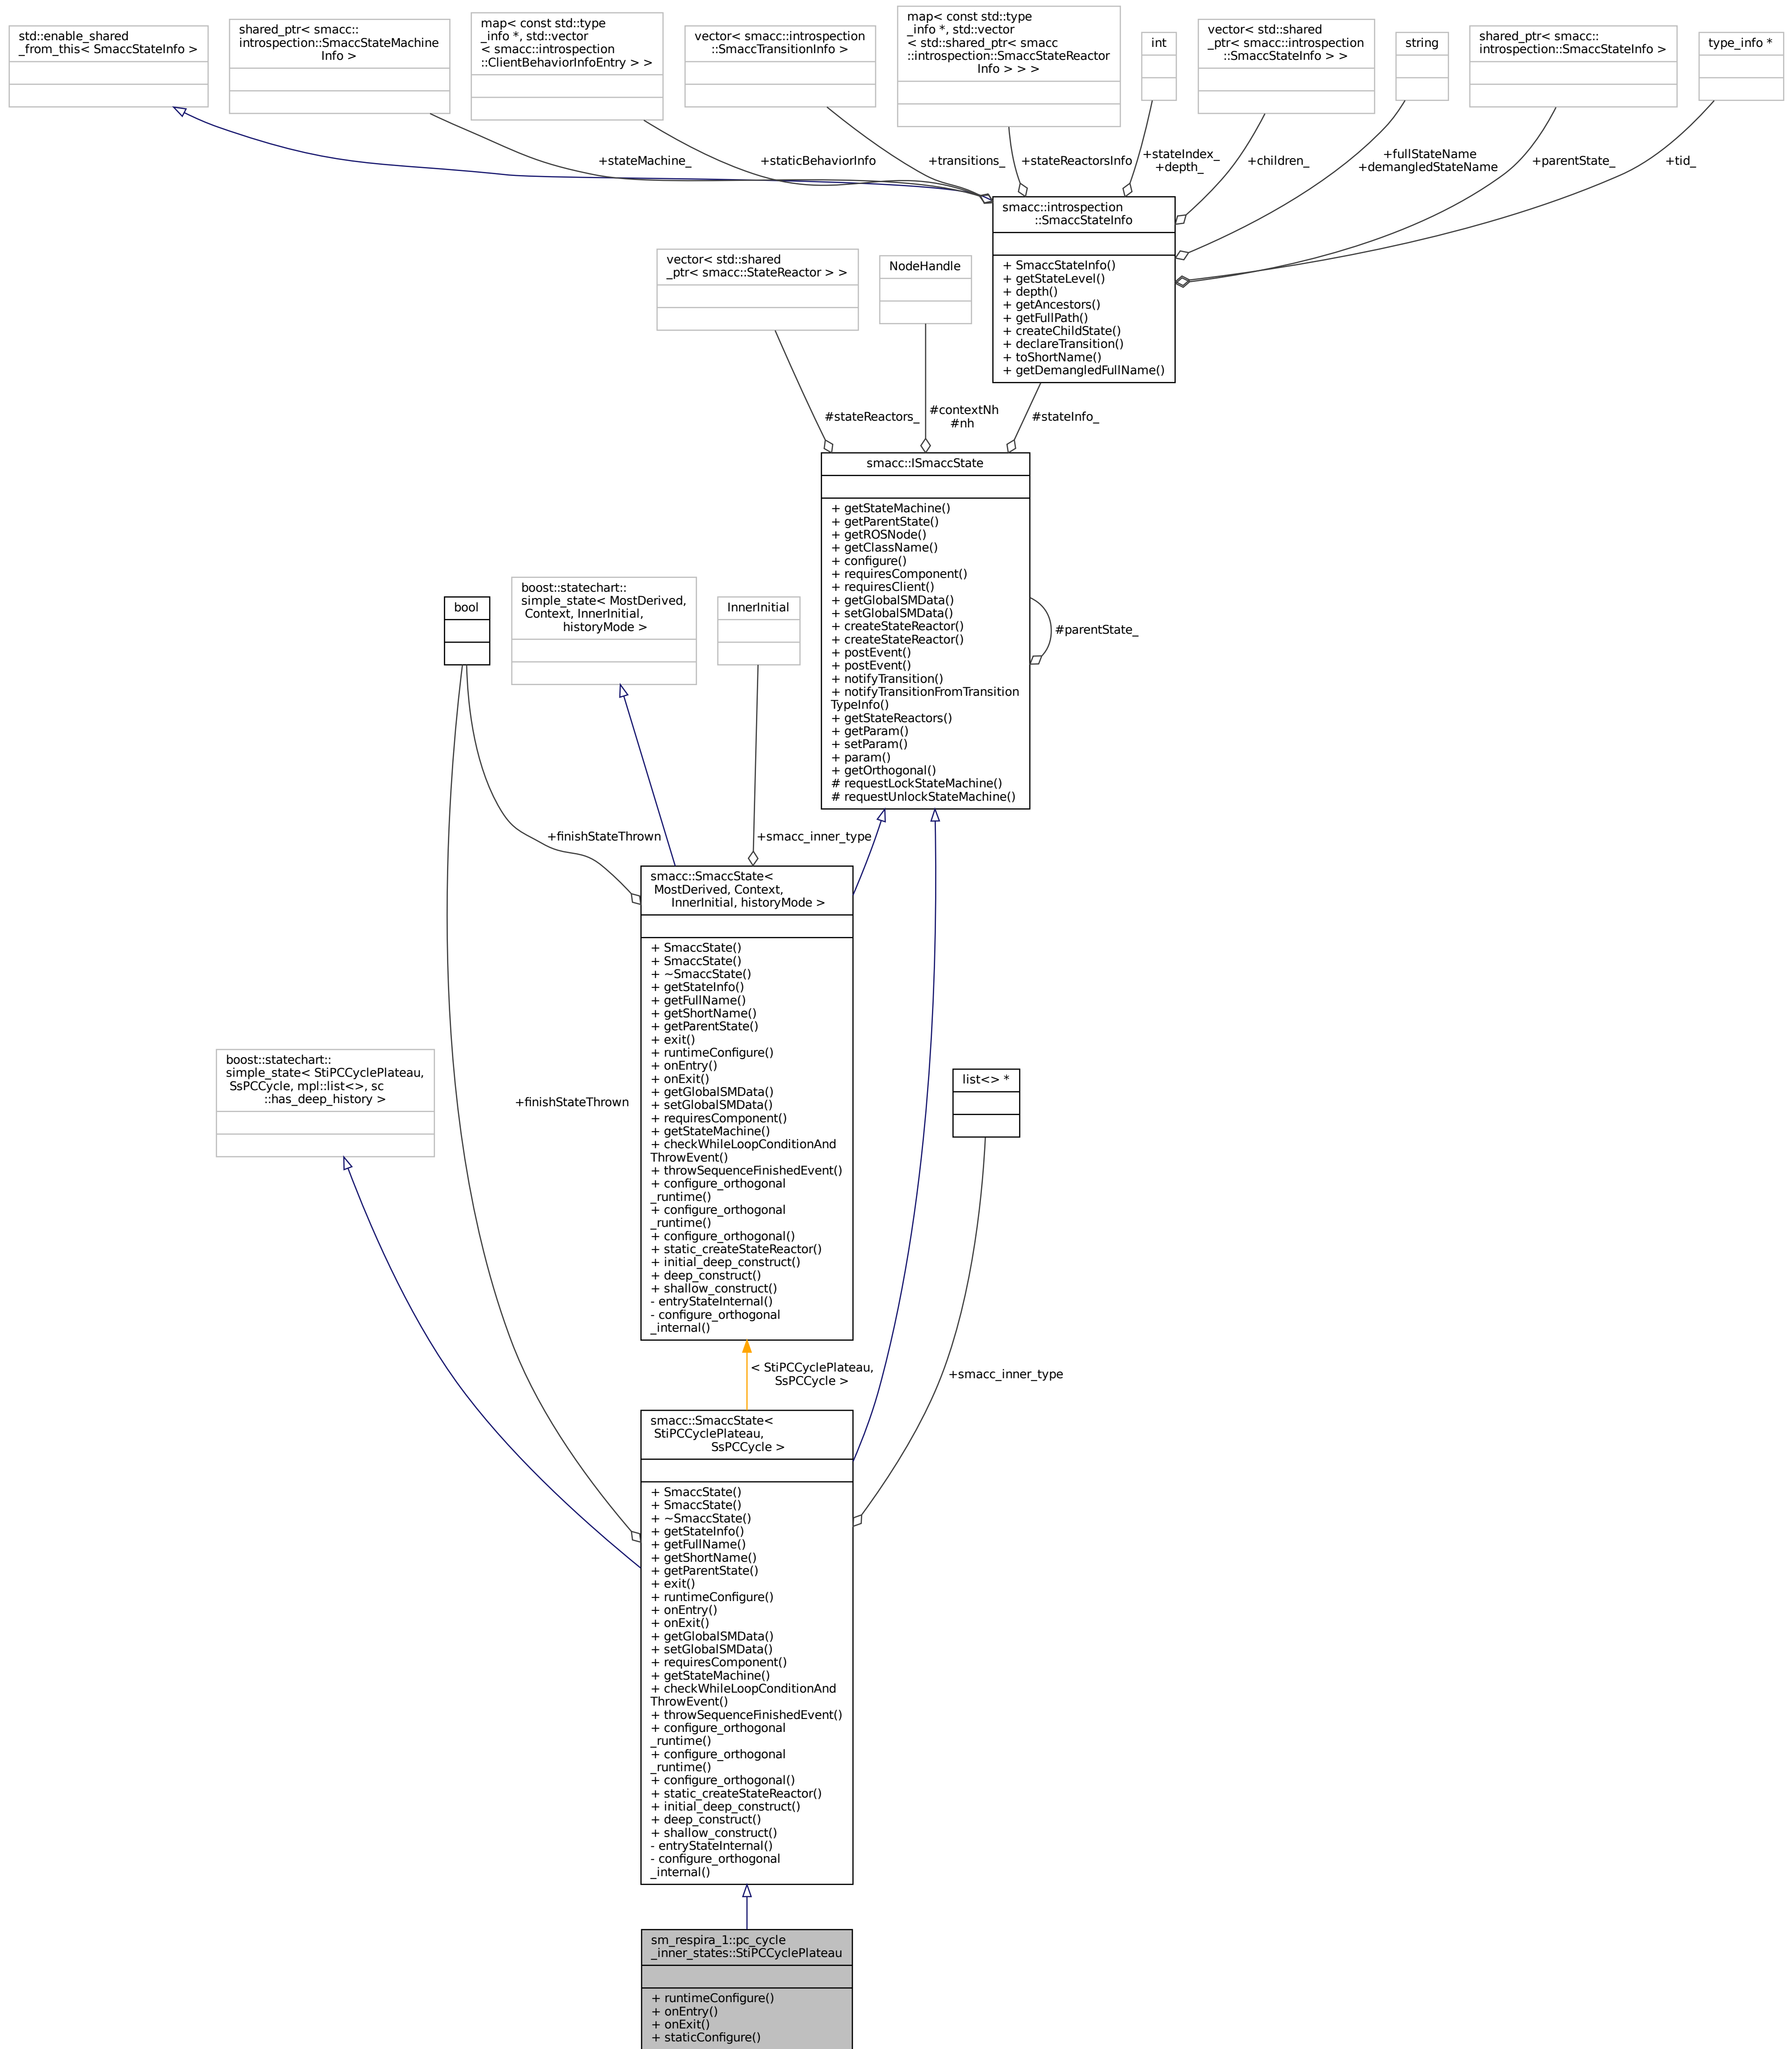 std::enable_shared
_from_this< SmaccStateInfo >
shared_ptr< smacc::
introspection::SmaccStateMachine
Info >
map< const std::type
_info *, std::vector
< smacc::introspection
::ClientBehaviorInfoEntry > >
vector< smacc::introspection
::SmaccTransitionInfo >
map< const std::type
_info *, std::vector
< std::shared_ptr< smacc
::introspection::SmaccStateReactor
Info > > >
int
vector< std::shared
_ptr< smacc::introspection
::SmaccStateInfo > >
string
shared_ptr< smacc::
introspection::SmaccStateInfo >
type_info *
+stateMachine_
+staticBehaviorInfo
+transitions_
+stateReactorsInfo
+stateIndex_
+depth_
+children_
+fullStateName
+demangledStateName
+parentState_
+tid_
smacc::introspection
::SmaccStateInfo
+ SmaccStateInfo()
+ getStateLevel()
+ depth()
+ getAncestors()
+ getFullPath()
+ createChildState()
+ declareTransition()
+ toShortName()
+ getDemangledFullName()
vector< std::shared
_ptr< smacc::StateReactor > >
NodeHandle
#stateReactors_
#contextNh
#nh
#stateInfo_
smacc::ISmaccState
+ getStateMachine()
+ getParentState()
+ getROSNode()
+ getClassName()
+ configure()
+ requiresComponent()
+ requiresClient()
+ getGlobalSMData()
+ setGlobalSMData()
+ createStateReactor()
+ createStateReactor()
+ postEvent()
+ postEvent()
+ notifyTransition()
+ notifyTransitionFromTransition
TypeInfo()
+ getStateReactors()
+ getParam()
+ setParam()
+ param()
+ getOrthogonal()
# requestLockStateMachine()
# requestUnlockStateMachine()
#parentState_
bool
boost::statechart::
simple_state< MostDerived,
Context, InnerInitial,
historyMode >
InnerInitial
+finishStateThrown
+smacc_inner_type
smacc::SmaccState<
MostDerived, Context,
InnerInitial, historyMode >
+ SmaccState()
+ SmaccState()
+ ~SmaccState()
+ getStateInfo()
+ getFullName()
+ getShortName()
+ getParentState()
+ exit()
+ runtimeConfigure()
+ onEntry()
+ onExit()
+ getGlobalSMData()
+ setGlobalSMData()
+ requiresComponent()
+ getStateMachine()
+ checkWhileLoopConditionAnd
ThrowEvent()
+ throwSequenceFinishedEvent()
+ configure_orthogonal
_runtime()
+ configure_orthogonal
_runtime()
+ configure_orthogonal()
+ static_createStateReactor()
+ initial_deep_construct()
+ deep_construct()
+ shallow_construct()
- entryStateInternal()
- configure_orthogonal
_internal()
boost::statechart::
simple_state< StiPCCyclePlateau,
SsPCCycle, mpl::list<>, sc
::has_deep_history >
+finishStateThrown
list<> *
< StiPCCyclePlateau,
SsPCCycle >
+smacc_inner_type
smacc::SmaccState<
StiPCCyclePlateau,
SsPCCycle >
+ SmaccState()
+ SmaccState()
+ ~SmaccState()
+ getStateInfo()
+ getFullName()
+ getShortName()
+ getParentState()
+ exit()
+ runtimeConfigure()
+ onEntry()
+ onExit()
+ getGlobalSMData()
+ setGlobalSMData()
+ requiresComponent()
+ getStateMachine()
+ checkWhileLoopConditionAnd
ThrowEvent()
+ throwSequenceFinishedEvent()
+ configure_orthogonal
_runtime()
+ configure_orthogonal
_runtime()
+ configure_orthogonal()
+ static_createStateReactor()
+ initial_deep_construct()
+ deep_construct()
+ shallow_construct()
- entryStateInternal()
- configure_orthogonal
_internal()
sm_respira_1::pc_cycle
_inner_states::StiPCCyclePlateau
+ runtimeConfigure()
+ onEntry()
+ onExit()
+ staticConfigure()